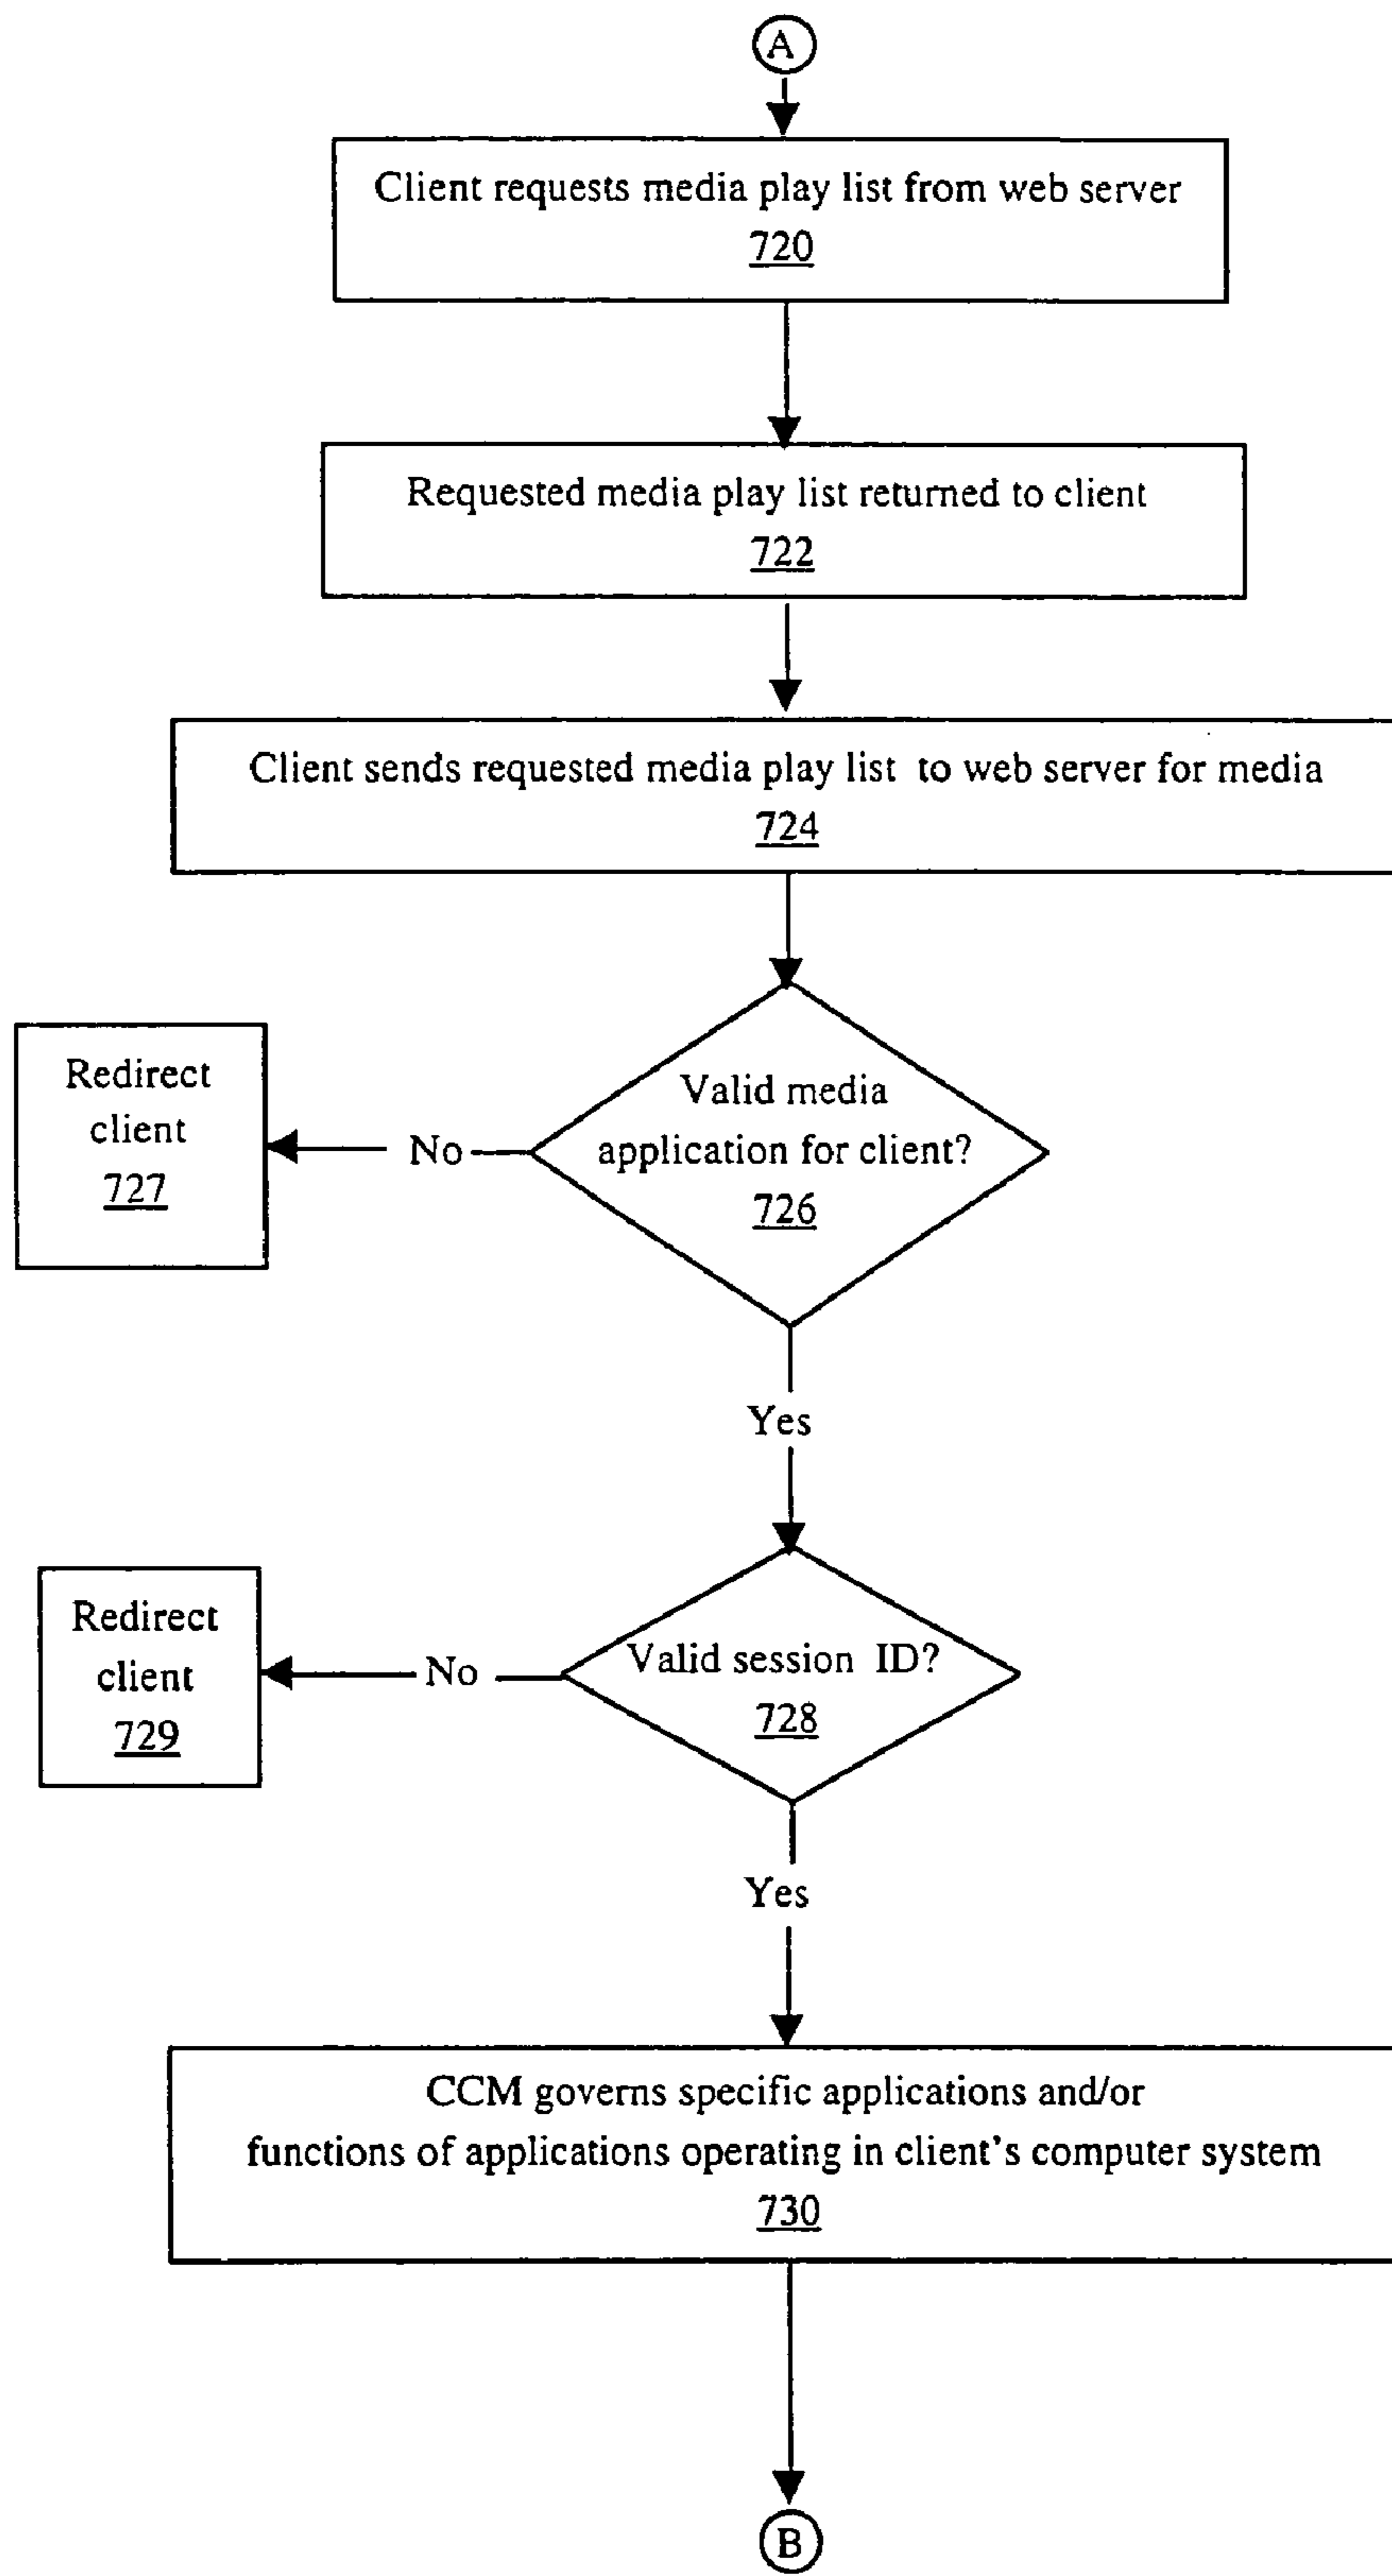 A
Client requests media play list from web server
720
Requested media play list returned to client
722
Client sends requested media play list to web server for media
724
Valid media
application for client?
726
No
Redirect
client
727
Yes
Valid session ID?
728
No
Redirect
client
729
Yes
CCM governs specific applications and/or
functions of applications operating in client's computer system
730
B